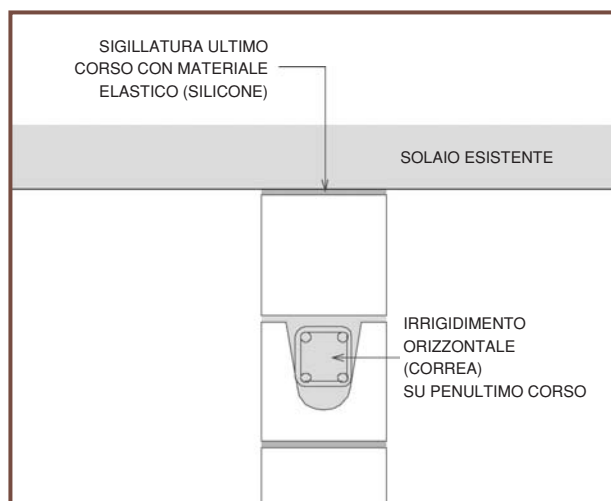 SIGILLATURA ULTIMO
CORSO CON MATERIALE
ELASTICO (SILICONE)
SOLAIO ESISTENTE
IRRIGIDIMENTO
ORIZZONTALE
(CORREA)
SU PENULTIMO CORSO